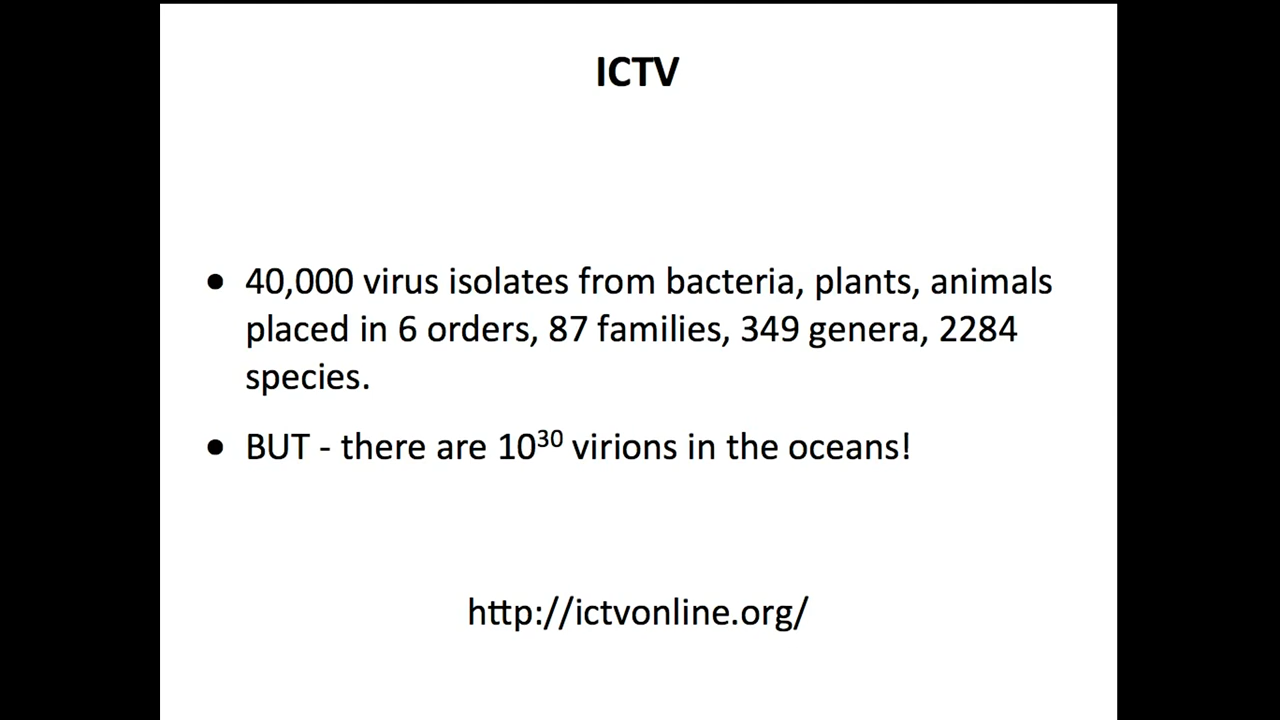 ICTV
● 40,000 virus isolates from bacteria, plants, animals
placed in 6 orders, 87 families, 349 genera, 2284
species.
● BUT - there are 10³⁰ virions in the oceans!
http://ictvonline.org/